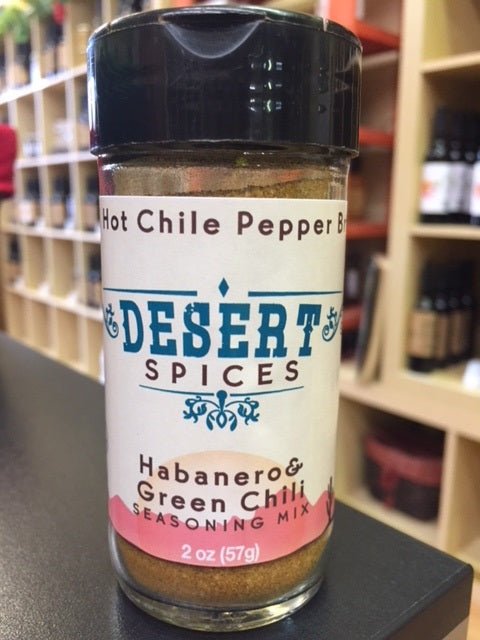 Hot Chile Pepper
DESERT
SPICES
Habanero&
Green Chili
SEASONING MIX
2 oz (57g)